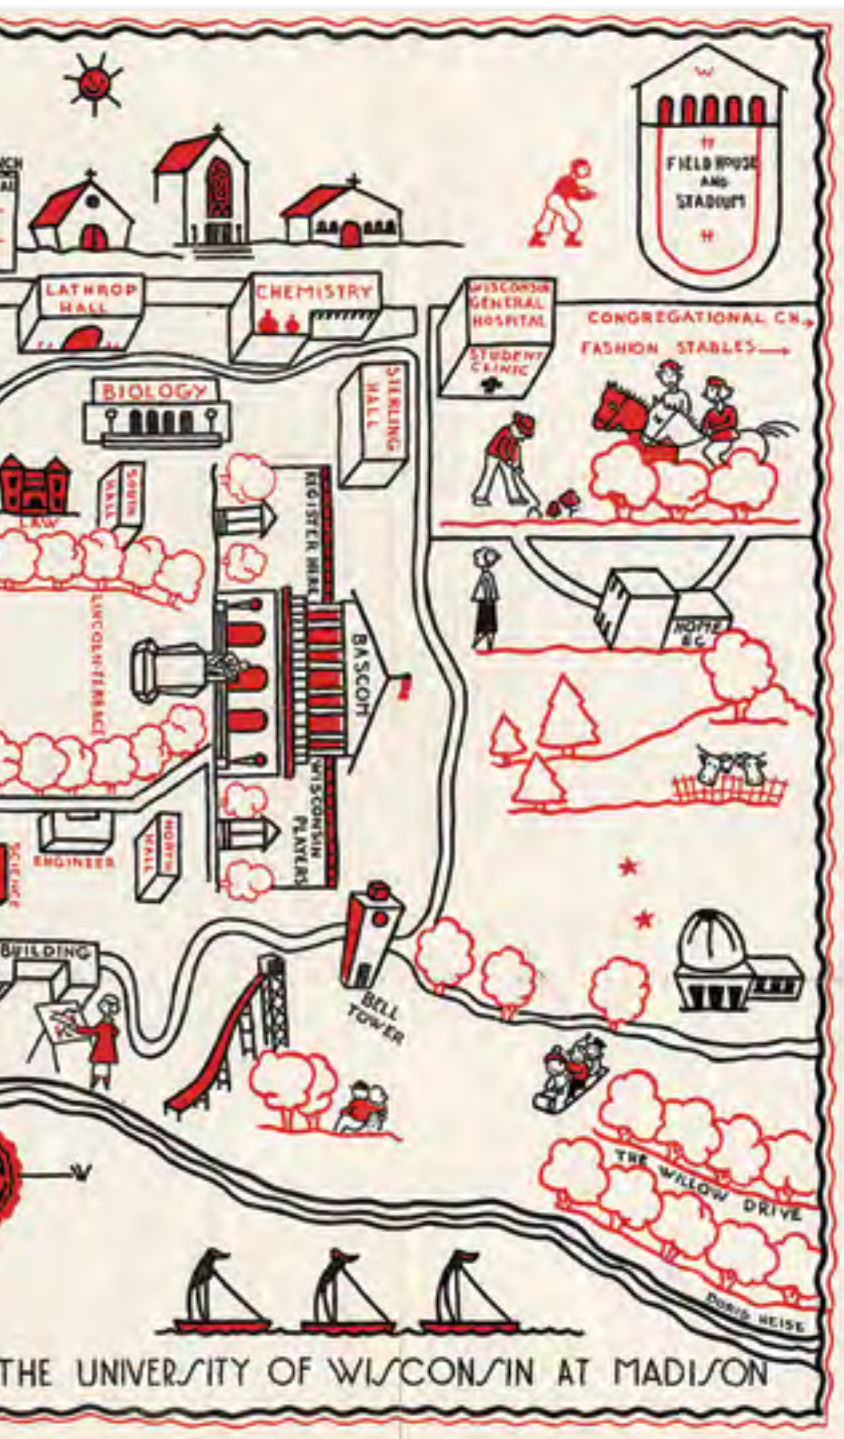 W
FIELD HOUSE
AND
STADIUM
LATHROP
HALL
CHEMISTRY
WISCONSIN
GENERAL
HOSPITAL
STUDENT
CLINIC
CONGREGATIONAL CH.
FASHION STABLES
BIOLOGY
STERLING
HALL
LAW
SOUTH
HALL
REGISTER HERE
LINCOLN TERRACE
BASCOM
HOME
EC.
WISCONSIN
PLAYERS
ENGINEER
NORTH
HALL
SCIENCE
BUILDING
BELL
TOWER
W
THE WILLOW DRIVE
DORIS HEISE
THE UNIVERSITY OF WISCONSIN AT MADISON